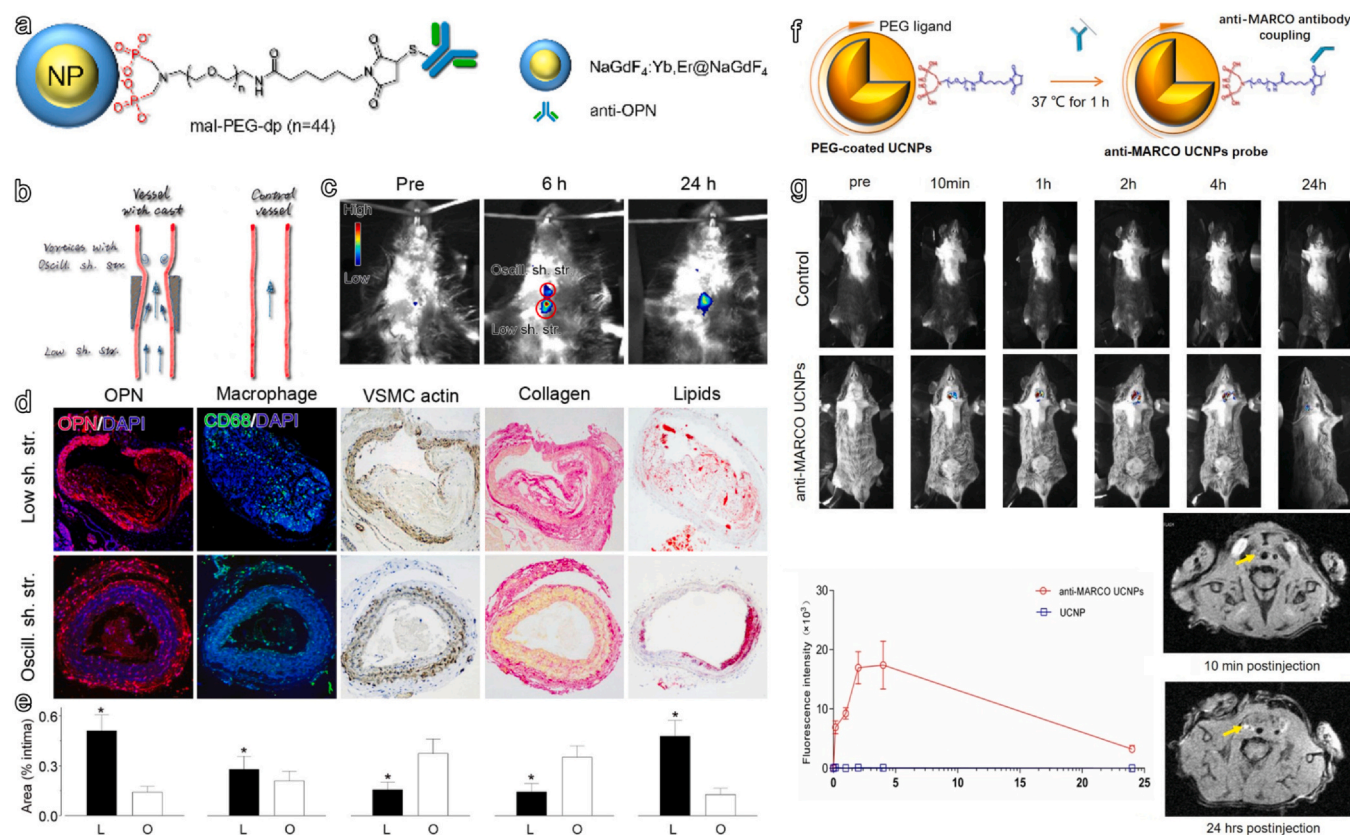 a
NP
P
O⁻
N
O
n
H
S
mal-PEG-dp (n=44)
NaGdF₄:Yb,Er@NaGdF₄
anti-OPN
b
Vessel
with cast
Control
vessel
Vortices with
Oscill. sh. str.
Low sh. str.
c
Pre
6 h
24 h
High
Low
Oscill. sh. str
Low sh. str
d
OPN
Macrophage
VSMC actin
Collagen
Lipids
OPN/DAPI
CD68/DAPI
Low sh. str.
Oscill. sh. str.
e
Area (% intima)
0.6
0.3
0.0
*
*
*
*
*
L
O
L
O
L
O
L
O
L
O
f
PEG ligand
PEG-coated UCNPs
37 ℃ for 1 h
anti-MARCO antibody
coupling
anti-MARCO UCNPs probe
g
pre
10min
1h
2h
4h
24h
Control
anti-MARCO UCNPs
Fluorescence intensity (×10³)
30
20
10
0
0
5
10
15
20
25
anti-MARCO UCNPs
UCNP
10 min postinjection
24 hrs postinjection